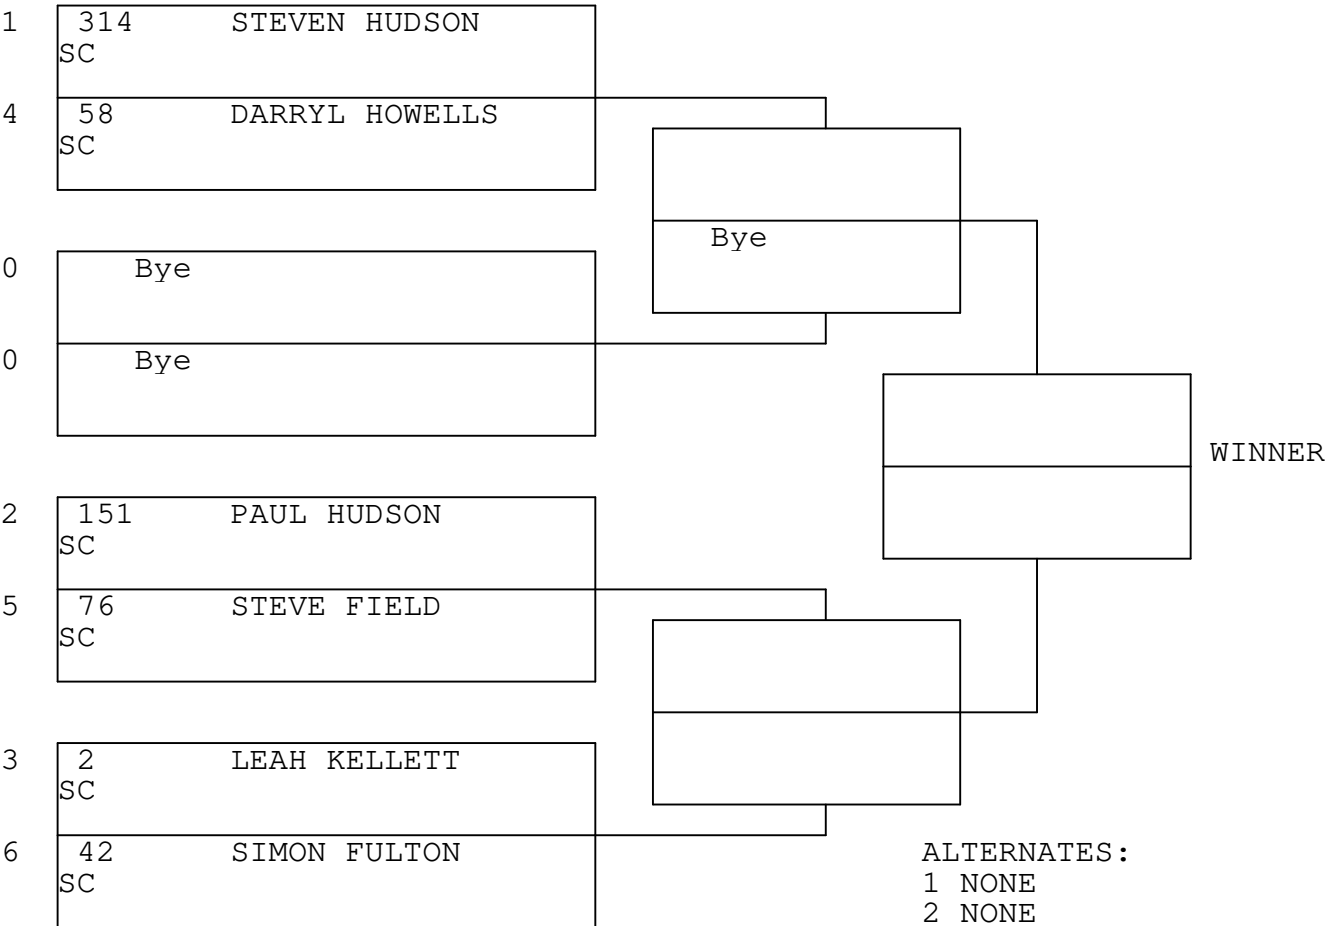 1 314 STEVEN HUDSON
SC
4 58 DARRYL HOWELLS
SC
Bye
0 Bye
0 Bye
WINNER
2 151 PAUL HUDSON
SC
5 76 STEVE FIELD
SC
3 2 LEAH KELLETT
SC
6 42 SIMON FULTON
SC
ALTERNATES:
1 NONE
2 NONE